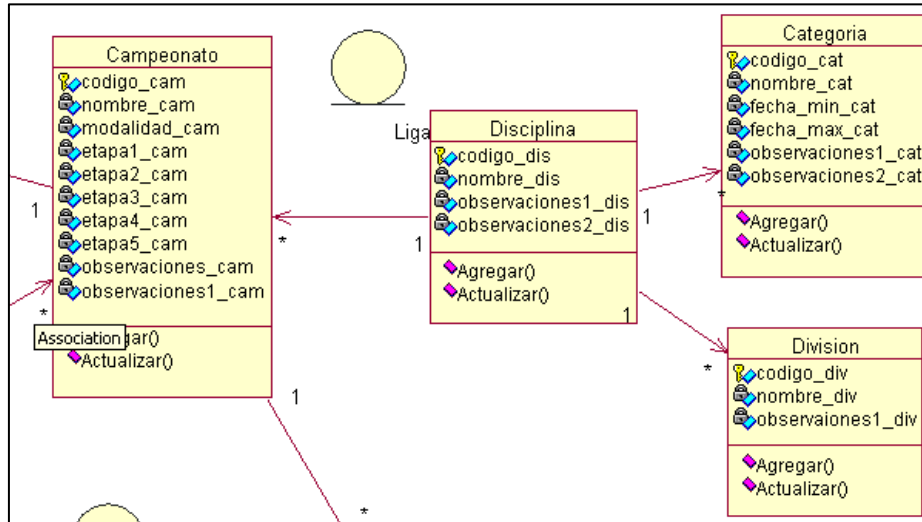 Campeonato
codigo_cam
nombre_cam
modalidad_cam
etapa1_cam
etapa2_cam
etapa3_cam
etapa4_cam
etapa5_cam
observaciones_cam
observaciones1_cam
gar()
Actualizar()
Association
1
*
*
1
*
Liga
Disciplina
codigo_dis
nombre_dis
observaciones1_dis
observaciones2_dis
Agregar()
Actualizar()
1
1
1
*
*
Categoria
codigo_cat
nombre_cat
fecha_min_cat
fecha_max_cat
observaciones1_cat
observaciones2_cat
Agregar()
Actualizar()
Division
codigo_div
nombre_div
observaiones1_div
Agregar()
Actualizar()